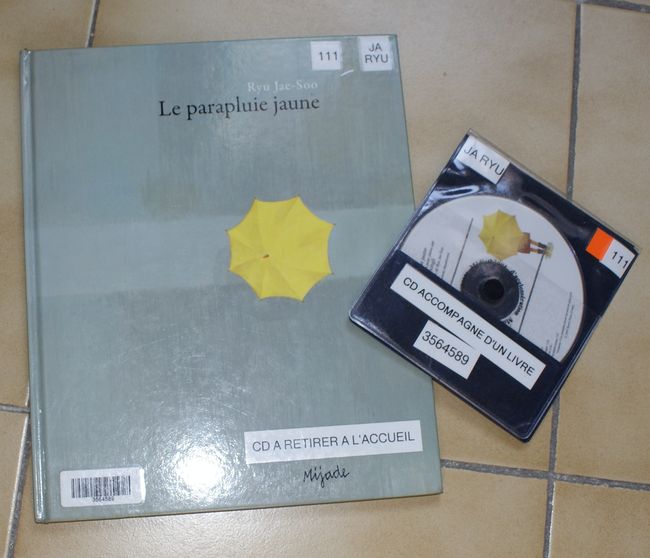 111
JA
RYU
Ryu Jae-Soo
Le parapluie jaune
CD A RETIRER A L'ACCUEIL
Mijade
3564589
JA RYU
111
CD ACCOMPAGNE D'UN LIVRE
3564589